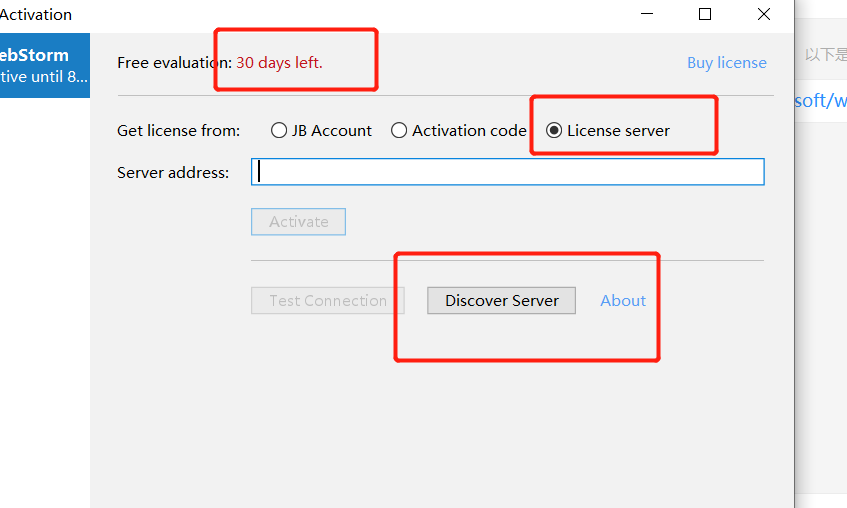 Activation
ebStorm
tive until 8...
Free evaluation: 30 days left.
Buy license
Get license from:
JB Account
Activation code
License server
Server address:
Activate
Test Connection
Discover Server
About
以下是
soft/w